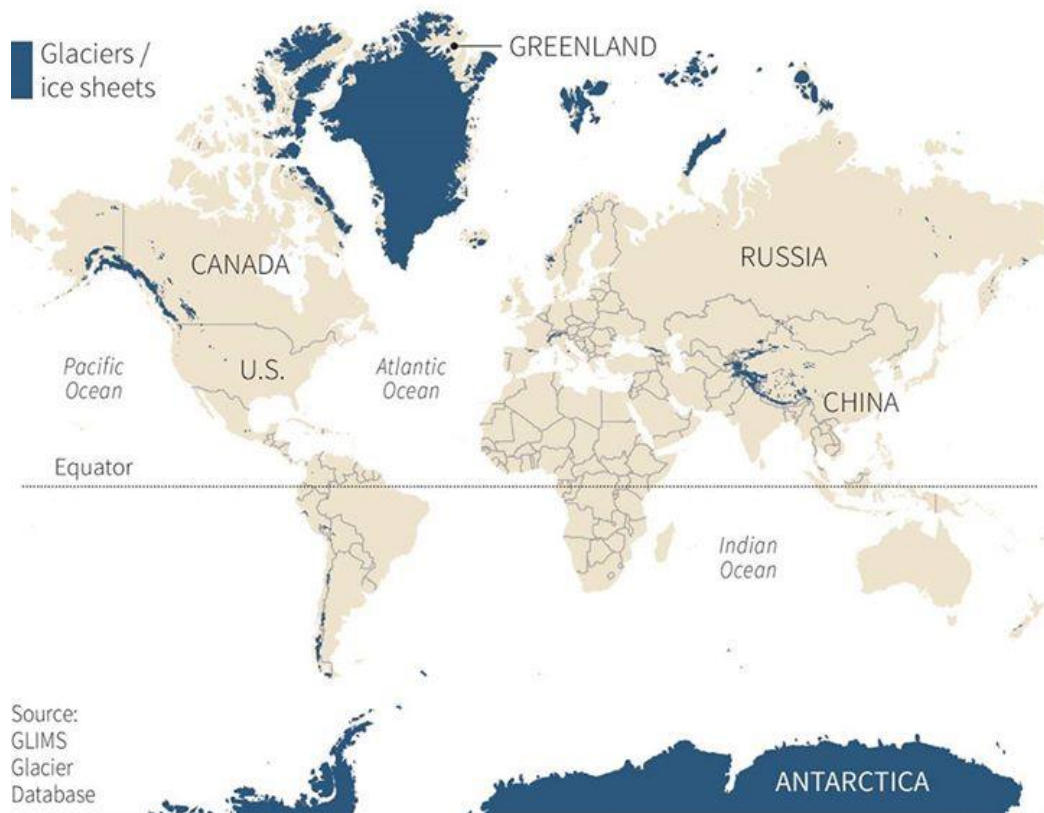 Glaciers /
ice sheets
GREENLAND
CANADA
RUSSIA
U.S.
Pacific
Ocean
Atlantic
Ocean
CHINA
Equator
Indian
Ocean
Source:
GLIMS
Glacier
Database
ANTARCTICA